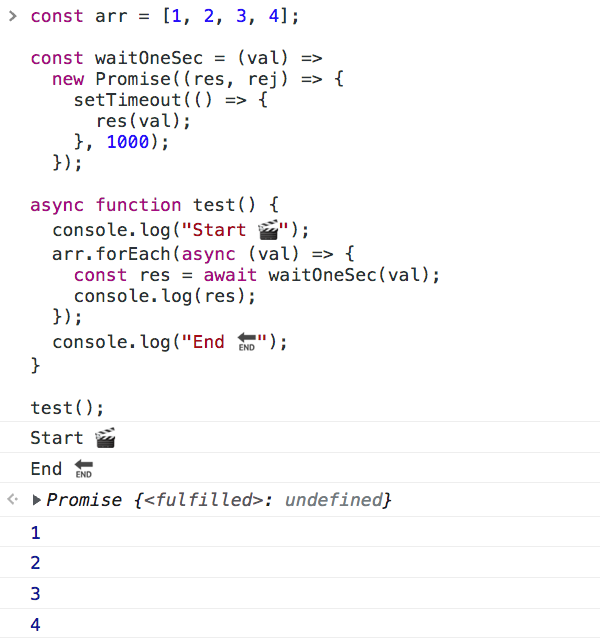 > const arr = [1, 2, 3, 4];
const waitOneSec = (val) =>
new Promise((res, rej) => {
setTimeout(() => {
res(val);
}, 1000);
});
async function test() {
console.log("Start 🎬");
arr.forEach(async (val) => {
const res = await waitOneSec(val);
console.log(res);
});
console.log("End 🔚");
}
test();
Start 🎬
End 🔚
Promise {<fulfilled>: undefined}
1
2
3
4